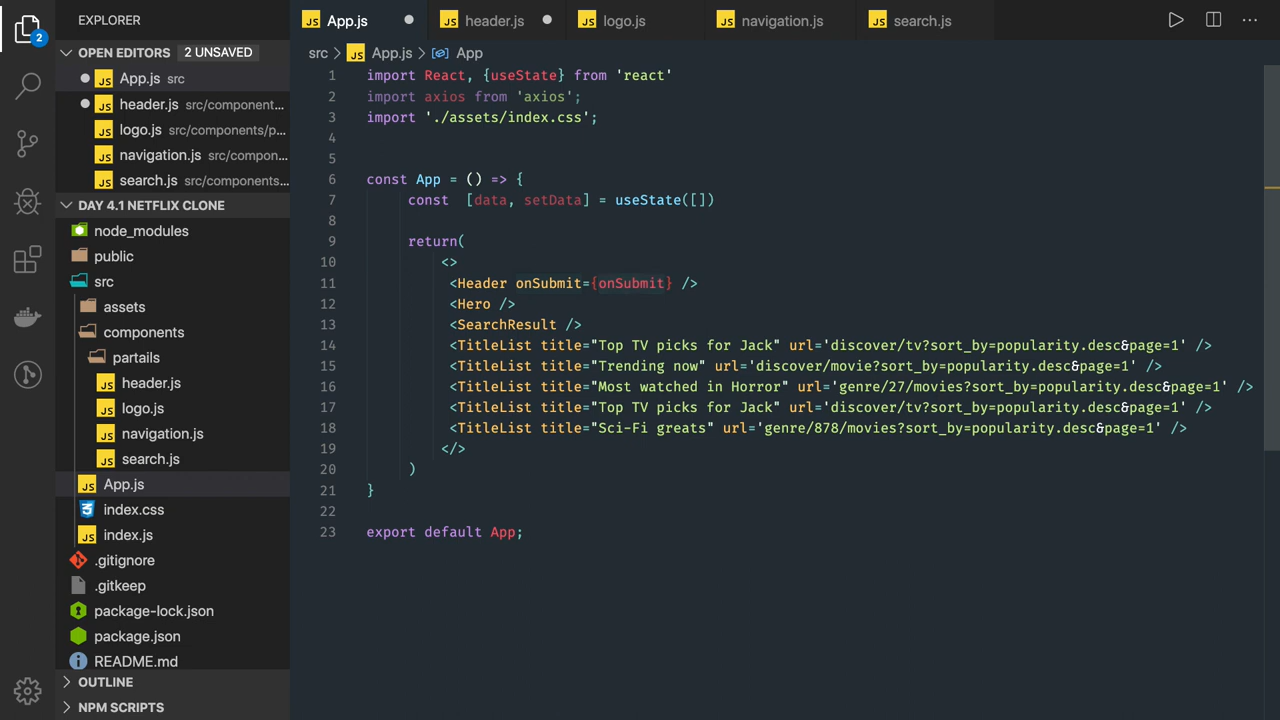 EXPLORER
OPEN EDITORS 2 UNSAVED
App.js src
header.js src/component...
logo.js src/components/p...
navigation.js src/compon...
search.js src/components...
DAY 4.1 NETFLIX CLONE
node_modules
public
src
assets
components
partails
header.js
logo.js
navigation.js
search.js
App.js
index.css
index.js
.gitignore
.gitkeep
package-lock.json
package.json
README.md
OUTLINE
NPM SCRIPTS
2
JS App.js JS header.js JS logo.js JS navigation.js JS search.js
src > JS App.js > App
1 import React, {useState} from 'react'
2 import axios from 'axios';
3 import './assets/index.css';
4
5
6 const App = () => {
7 const [data, setData] = useState([])
8
9 return(
10 <>
11 <Header onSubmit={onSubmit} />
12 <Hero />
13 <SearchResult />
14 <TitleList title="Top TV picks for Jack" url='discover/tv?sort_by=popularity.desc&page=1' />
15 <TitleList title="Trending now" url='discover/movie?sort_by=popularity.desc&page=1' />
16 <TitleList title="Most watched in Horror" url='genre/27/movies?sort_by=popularity.desc&page=1' />
17 <TitleList title="Top TV picks for Jack" url='discover/tv?sort_by=popularity.desc&page=1' />
18 <TitleList title="Sci-Fi greats" url='genre/878/movies?sort_by=popularity.desc&page=1' />
19 </>
20 )
21 }
22
23 export default App;